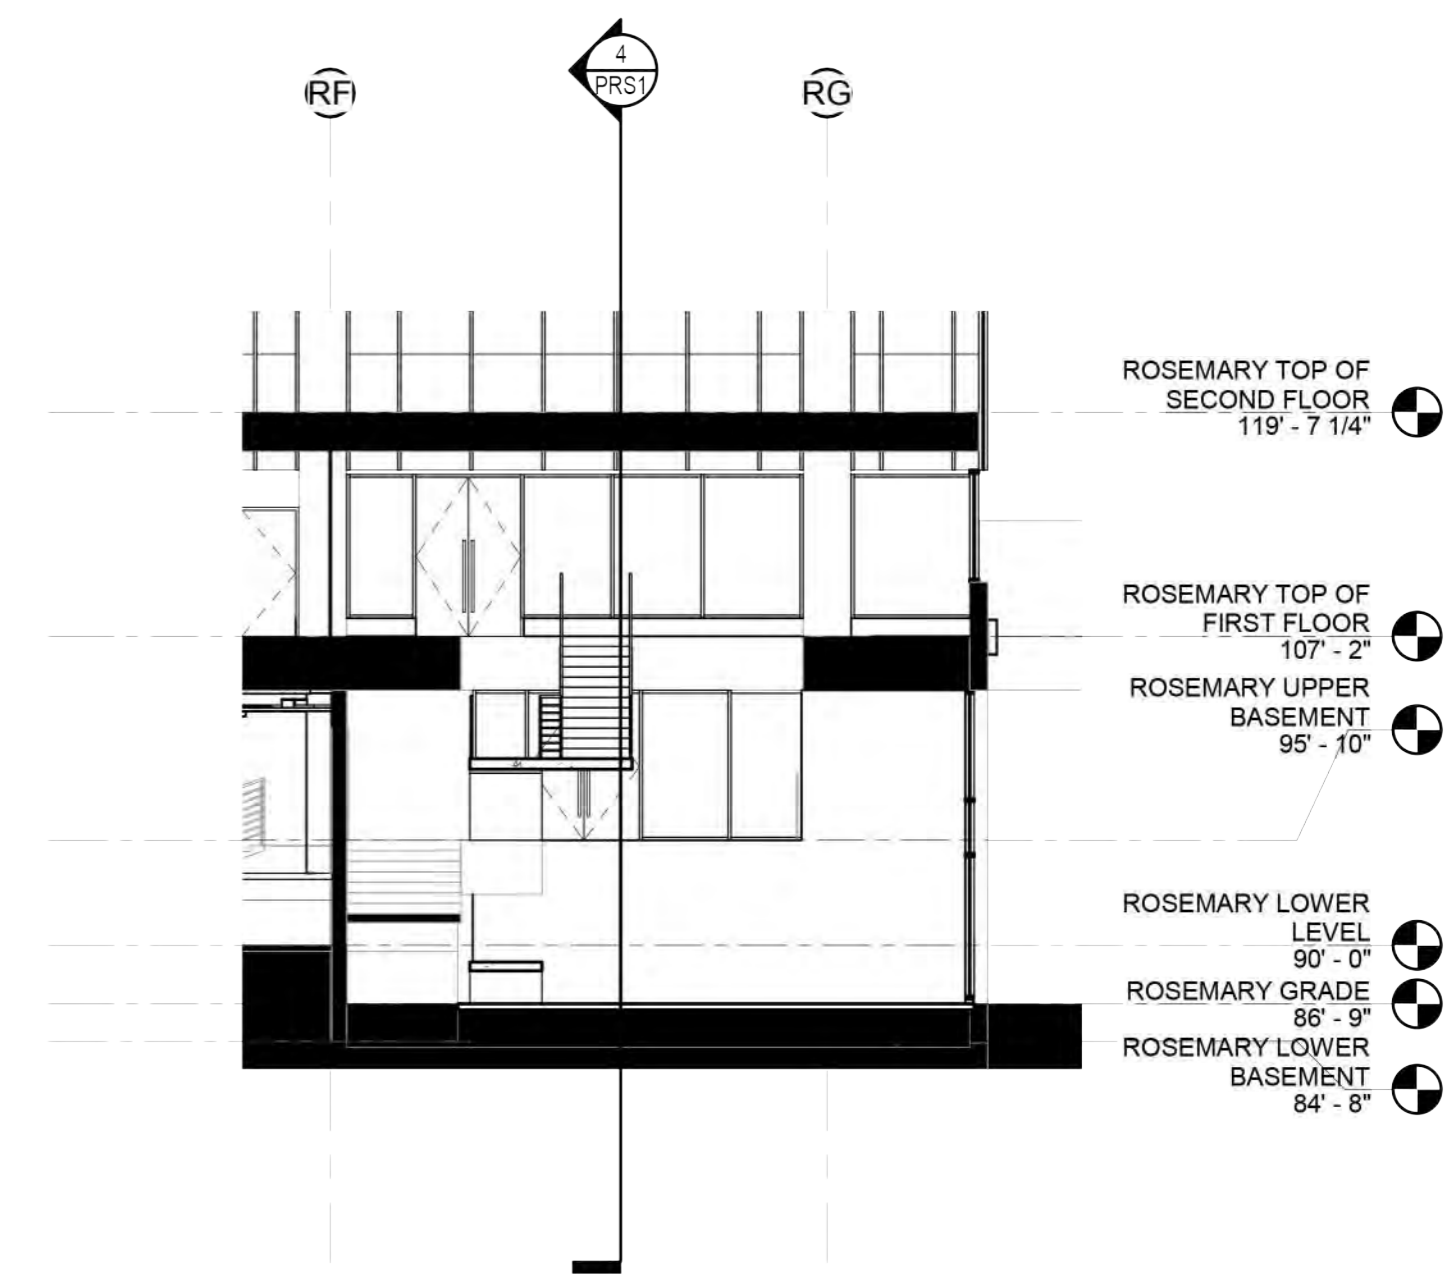 4
PRS1
RF
RG
ROSEMARY TOP OF
SECOND FLOOR
119' - 7 1/4"
ROSEMARY TOP OF
FIRST FLOOR
107' - 2"
ROSEMARY UPPER
BASEMENT
95' - 10"
ROSEMARY LOWER
LEVEL
90' - 0"
ROSEMARY GRADE
86' - 9"
ROSEMARY LOWER
BASEMENT
84' - 8"